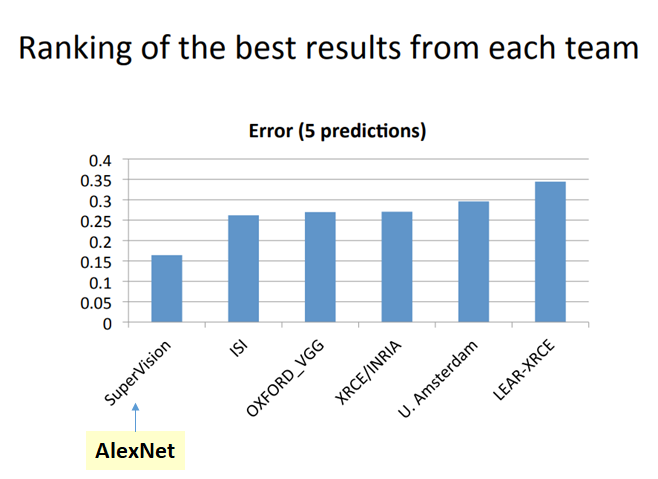 Ranking of the best results from each team
Error (5 predictions)
0.4
0.35
0.3
0.25
0.2
0.15
0.1
0.05
0
SuperVision
ISI
OXFORD_VGG
XRCE/INRIA
U. Amsterdam
LEAR-XRCE
AlexNet